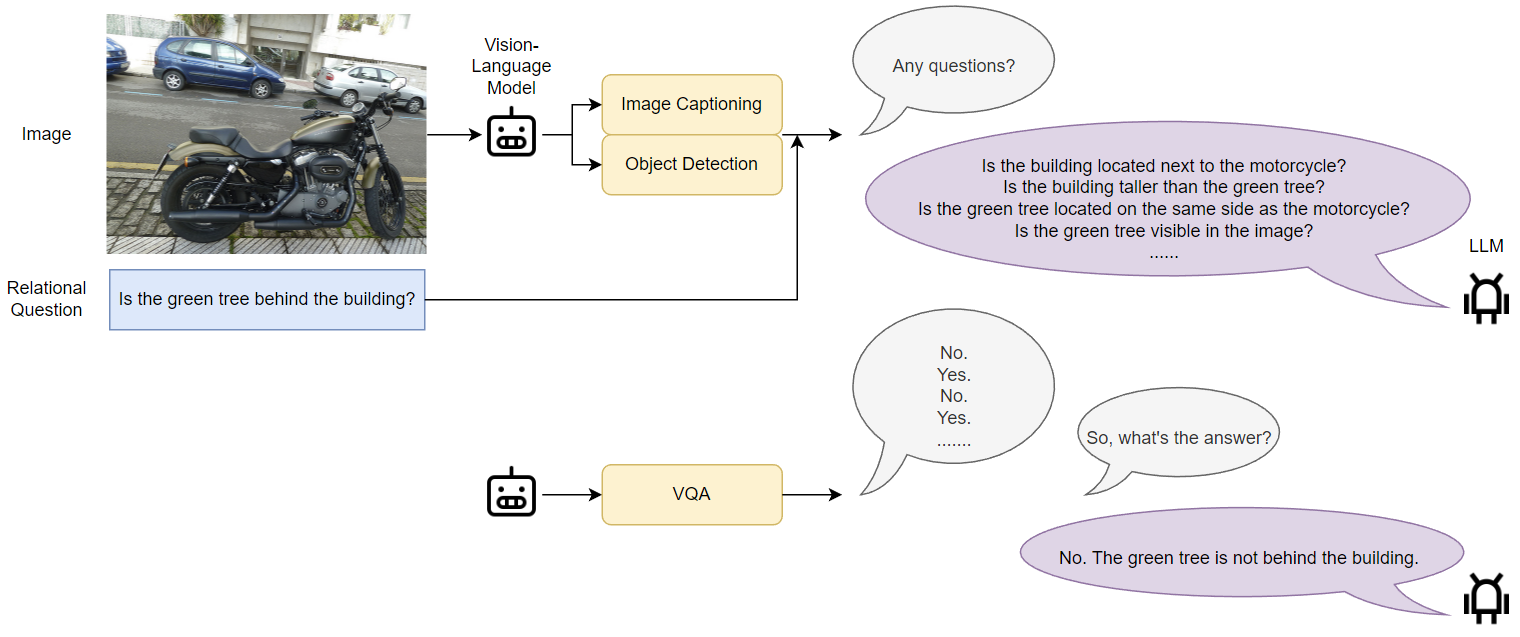 Image
Vision-
Language
Model
Image Captioning
Object Detection
Any questions?
Is the building located next to the motorcycle?
Is the building taller than the green tree?
Is the green tree located on the same side as the motorcycle?
Is the green tree visible in the image?
......
LLM
Relational
Question
Is the green tree behind the building?
No.
Yes.
No.
Yes.
.......
So, what's the answer?
VQA
No. The green tree is not behind the building.